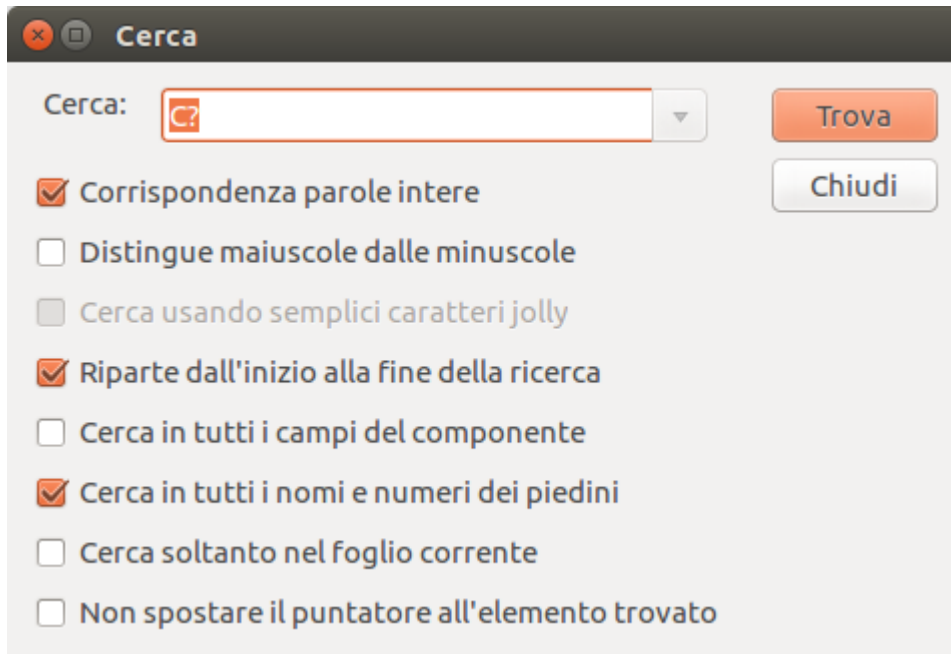 Cerca
Cerca: C? Trova
Chiudi
Corrispondenza parole intere
Distingue maiuscole dalle minuscole
Cerca usando semplici caratteri jolly
Riparte dall'inizio alla fine della ricerca
Cerca in tutti i campi del componente
Cerca in tutti i nomi e numeri dei piedini
Cerca soltanto nel foglio corrente
Non spostare il puntatore all'elemento trovato